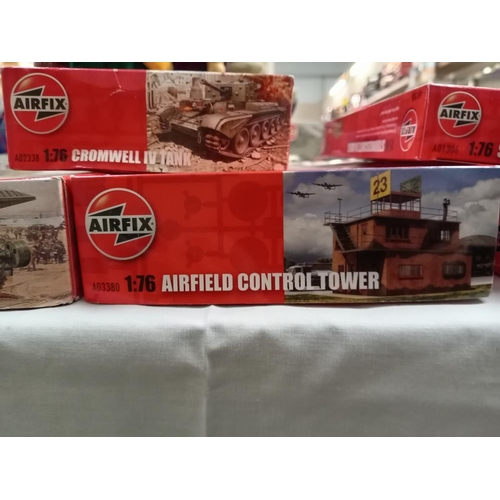 AIRFIX
A02338 1:76 CROMWELL IV TANK
AIRFIX
1:76
AIRFIX
23
A03380 1:76 AIRFIELD CONTROL TOWER